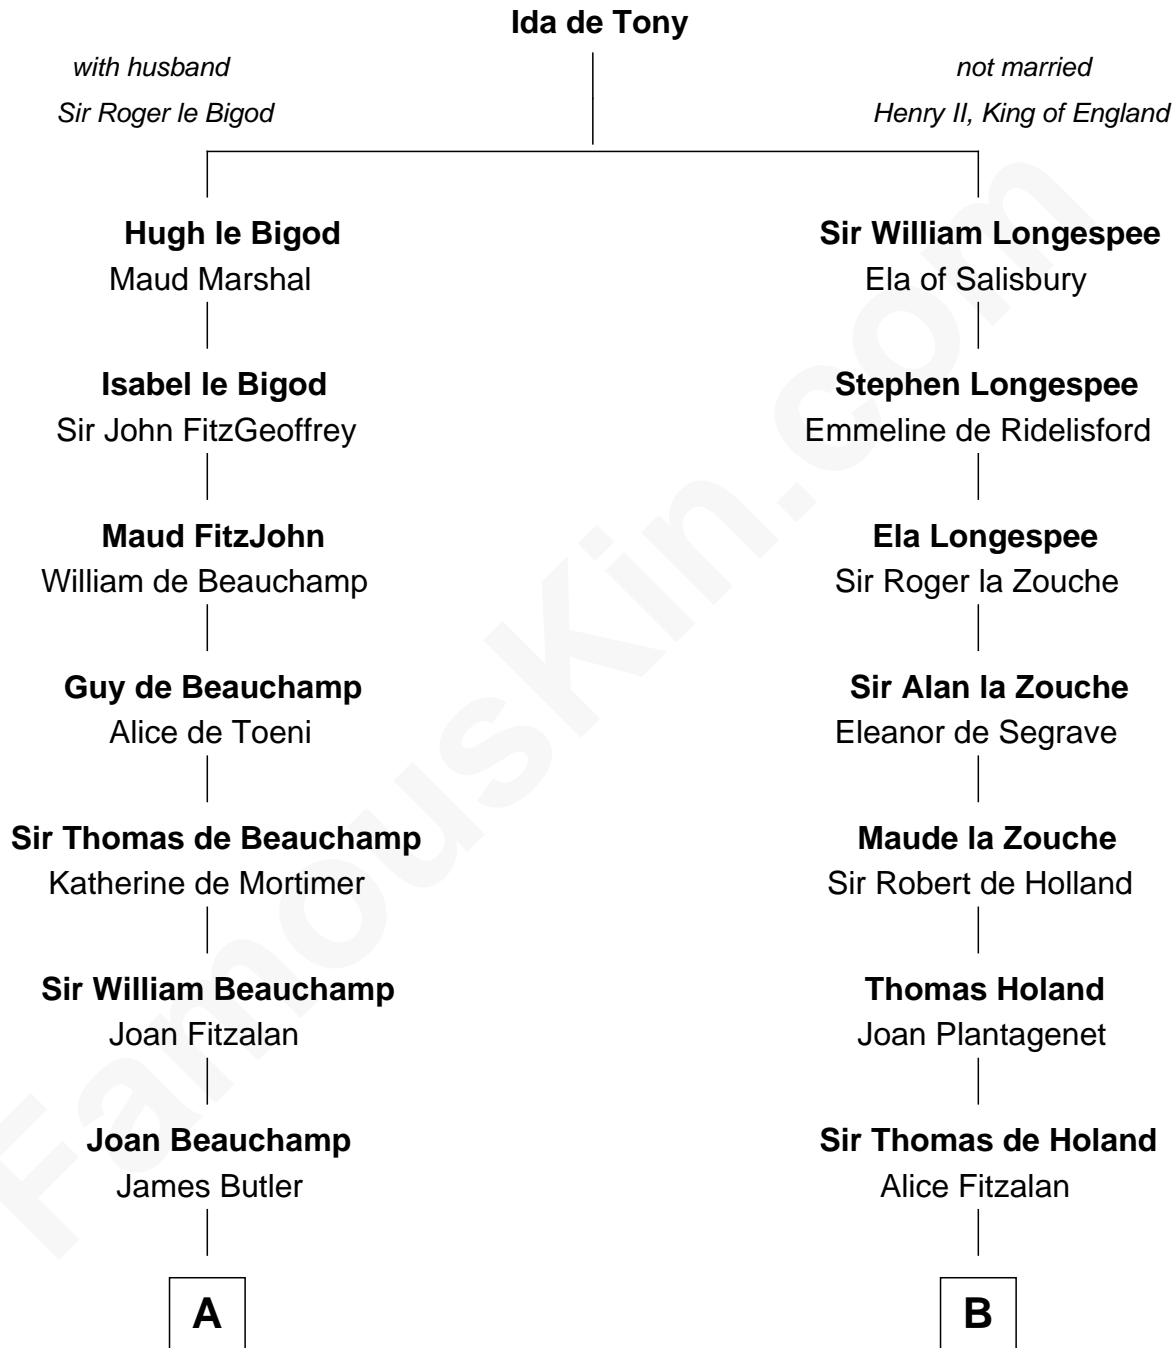 Ida de Tony
with husband
Sir Roger le Bigod
not married
Henry II, King of England
Hugh le Bigod
Maud Marshal
Sir William Longespee
Ela of Salisbury
Isabel le Bigod
Sir John FitzGeoffrey
Stephen Longespee
Emmeline de Ridelisford
Maud FitzJohn
William de Beauchamp
Ela Longespee
Sir Roger la Zouche
Guy de Beauchamp
Alice de Toeni
Sir Alan la Zouche
Eleanor de Segrave
Sir Thomas de Beauchamp
Katherine de Mortimer
Maude la Zouche
Sir Robert de Holland
Sir William Beauchamp
Joan Fitzalan
Thomas Holand
Joan Plantagenet
Joan Beauchamp
James Butler
Sir Thomas de Holand
Alice Fitzalan
A
B
FamousKin.com